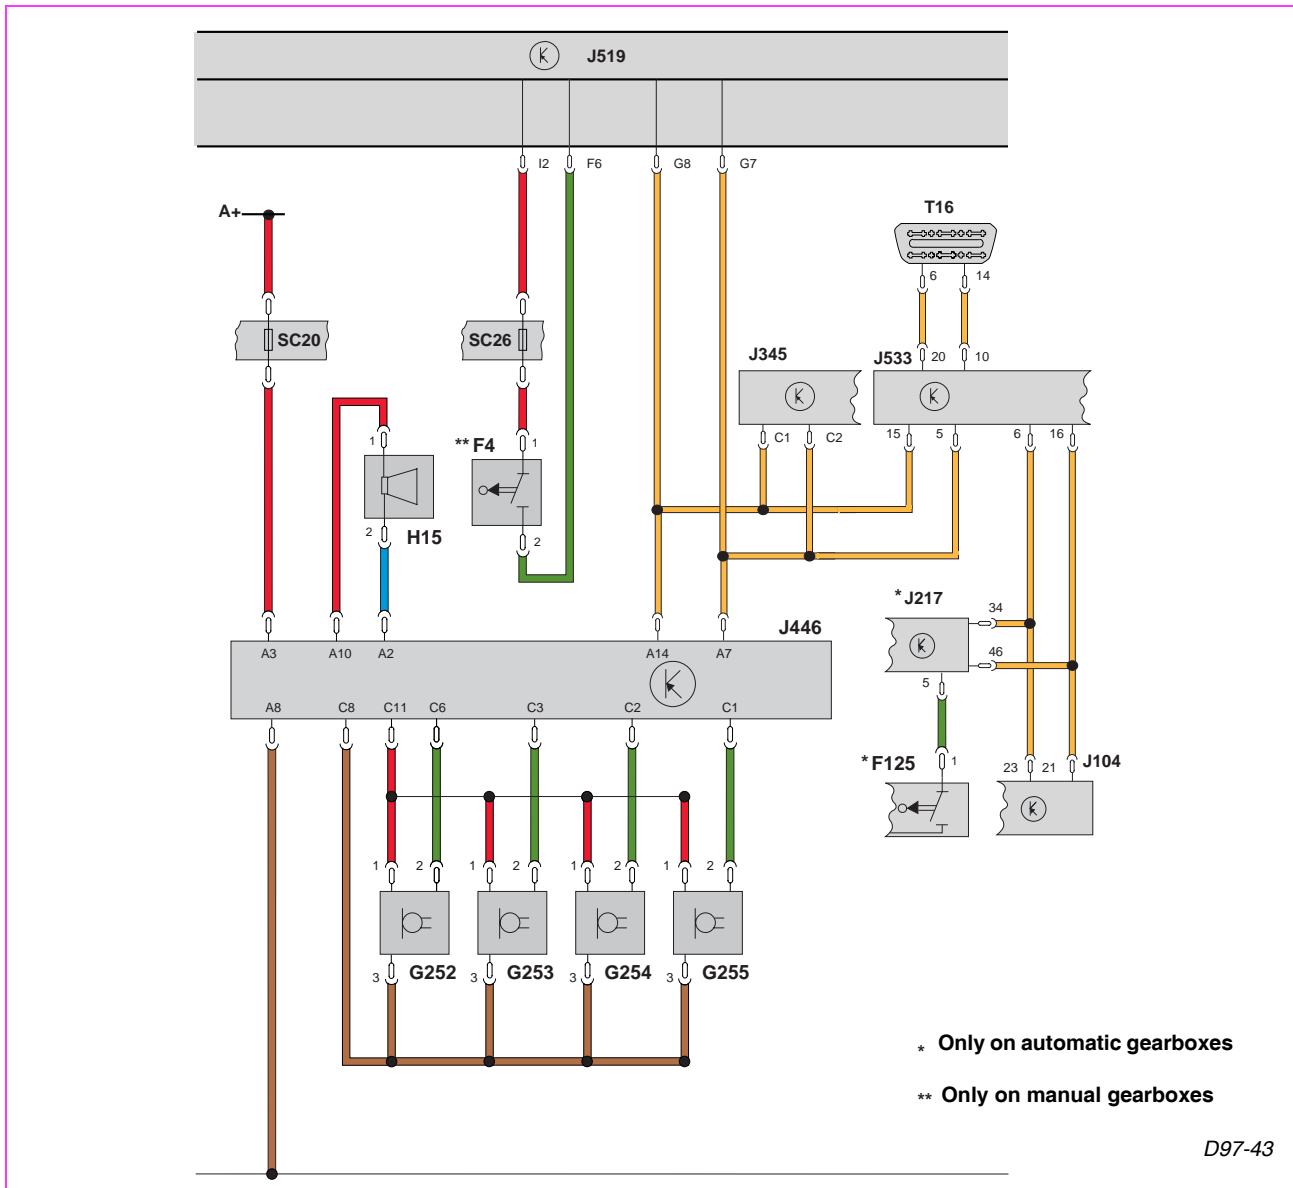 J519
I2 F6 G8 G7
A+
T16
6 14
SC20 SC26
J345 J533 20 10
1 **F4 1
C1 C2 15 5 6 16
2 H15 2
*J217 34
J446
A3 A10 A2 A14 A7
46
5
A8 C8 C11 C6 C3 C2 C1
*F125 1 23 21 J104
1 2 1 2 1 2 1 2
3 G252 3 G253 3 G254 3 G255
* Only on automatic gearboxes
** Only on manual gearboxes
D97-43